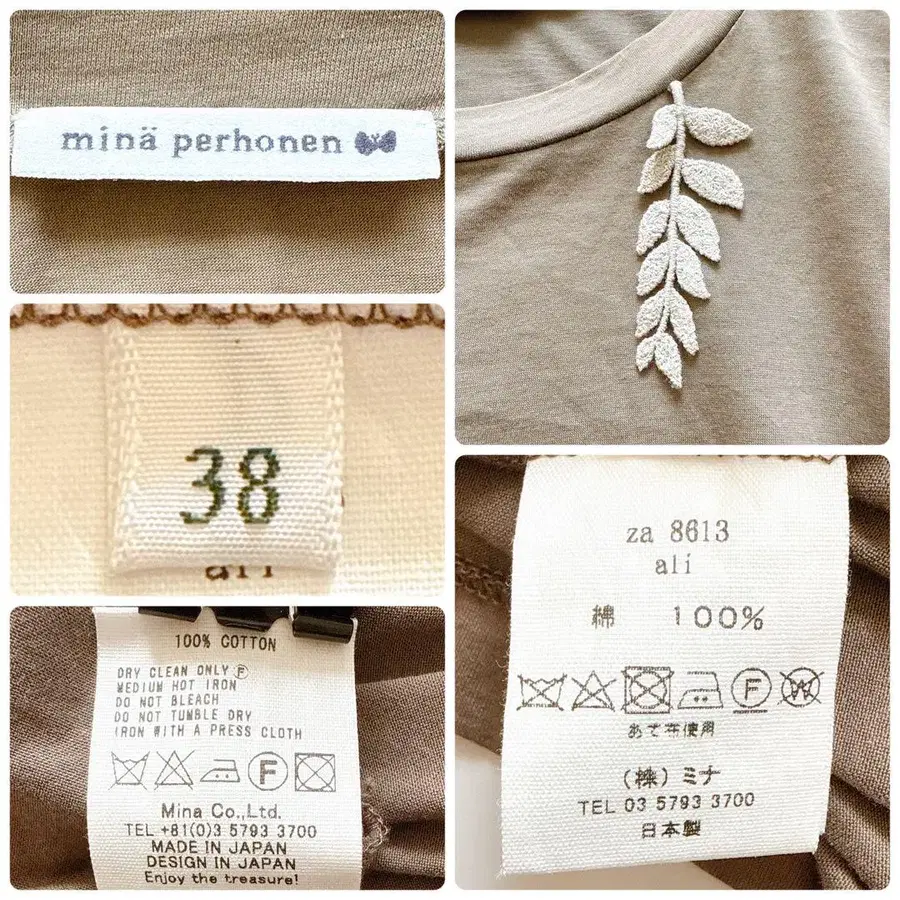 minä perhonen
38
ali
100% COTTON
DRY CLEAN ONLY Ⓕ
MEDIUM HOT IRON
DO NOT BLEACH
DO NOT TUMBLE DRY
IRON WITH A PRESS CLOTH
F
Mina Co.,Ltd.
TEL +81(0)3 5793 3700
MADE IN JAPAN
DESIGN IN JAPAN
Enjoy the treasure!
za 8613
ali
綿 100%
F W
あて布使用
(株) ミナ
TEL 03 5793 3700
日本製